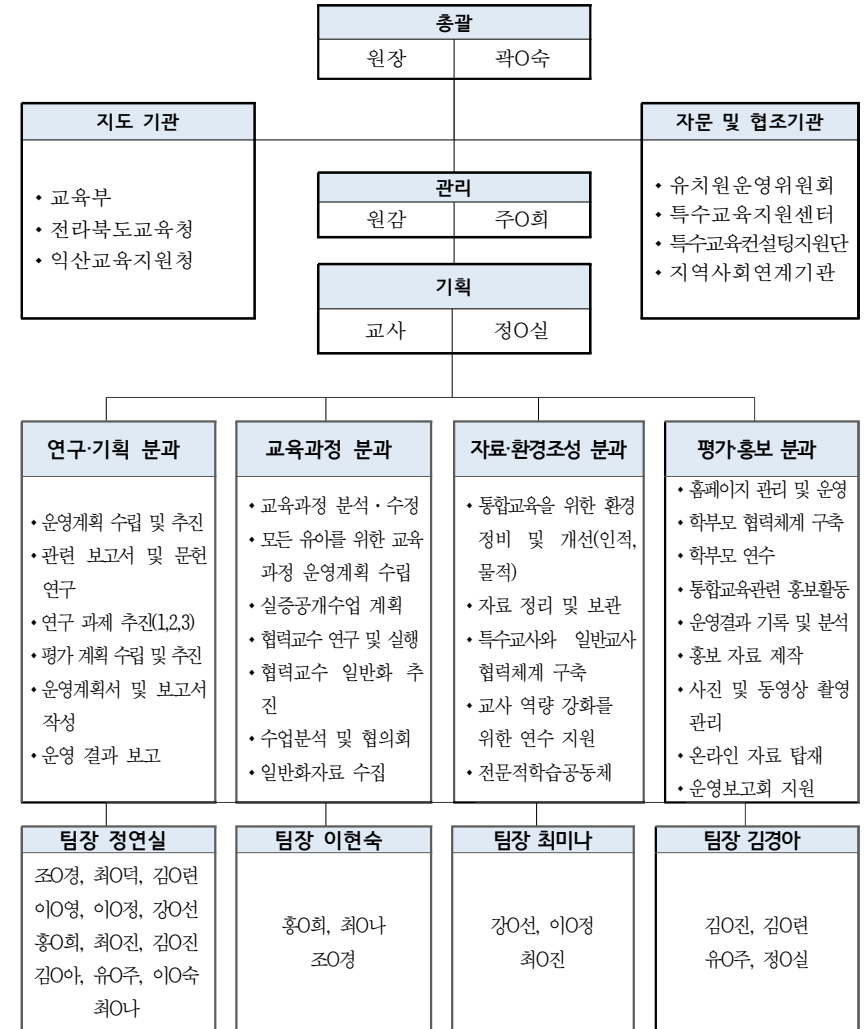 총괄
원장 곽O숙
지도 기관
• 교육부
• 전라북도교육청
• 익산교육지원청
자문 및 협조기관
• 유치원운영위원회
• 특수교육지원센터
• 특수교육컨설팅지원단
• 지역사회연계기관
관리
원감 주O희
기획
교사 정O실
연구·기획 분과
• 운영계획 수립 및 추진
• 관련 보고서 및 문헌
연구
• 연구 과제 추진(1,2,3)
• 평가 계획 수립 및 추진
• 운영계획서 및 보고서
작성
• 운영 결과 보고
교육과정 분과
• 교육과정 분석·수정
• 모든 유아를 위한 교육
과정 운영계획 수립
• 실증공개수업 계획
• 협력교수 연구 및 실행
• 협력교수 일반화 추
진
• 수업분석 및 협의회
• 일반화자료 수집
자료·환경조성 분과
• 통합교육을 위한 환경
정비 및 개선(인적,
물적)
• 자료 정리 및 보관
• 특수교사와 일반교사
협력체계 구축
• 교사 역량 강화를
위한 연수 지원
• 전문적학습공동체
평가·홍보 분과
• 홈페이지 관리 및 운영
• 학부모 협력체계 구축
• 학부모 연수
• 통합교육관련 홍보활동
• 운영결과 기록 및 분석
• 홍보 자료 제작
• 사진 및 동영상 촬영
관리
• 온라인 자료 탑재
• 운영보고회 지원
팀장 정연실
조O경, 최O덕, 김O련
이O영, 이O정, 강O선
홍O희, 최O진, 김O진
김O아, 유O주, 이O숙
최O나
팀장 이현숙
홍O희, 최O나
조O경
팀장 최미나
강O선, 이O정
최O진
팀장 김경아
김O진, 김O련
유O주, 정O실